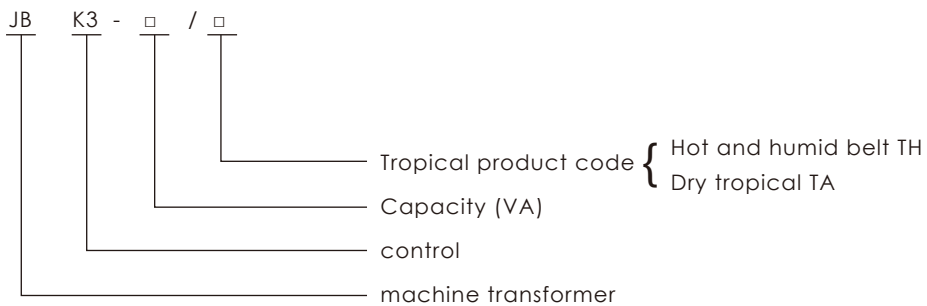 JB K3 - □ / □
Hot and humid belt TH
Tropical product code {
Dry tropical TA
Capacity (VA)
control
machine transformer